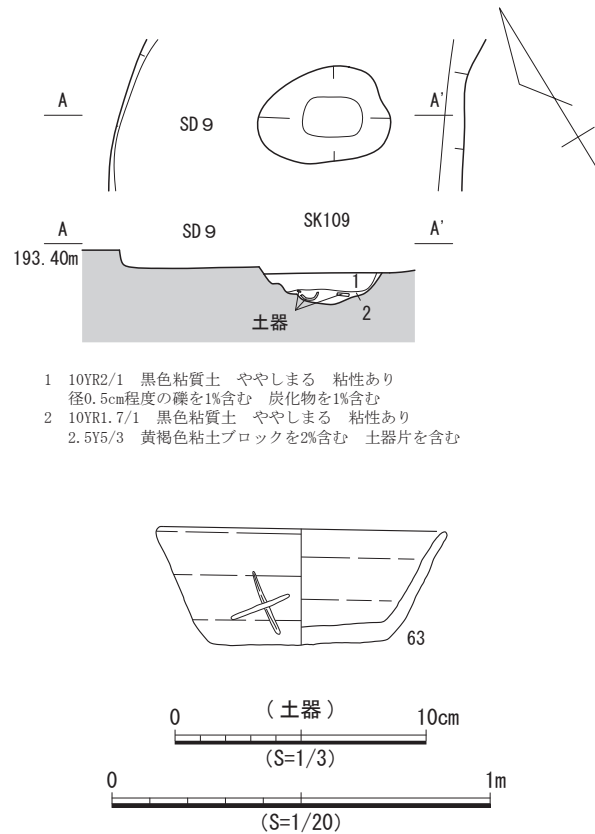 A
A'
SD９
SK109
A
SD９
A'
193.40m
1
2
土器
1　10YR2/1　黒色粘質土　ややしまる　粘性あり
径0.5cm程度の礫を1%含む　炭化物を1%含む
2　10YR1.7/1　黒色粘質土　ややしまる　粘性あり
2.5Y5/3　黄褐色粘土ブロックを2%含む　土器片を含む
63
（土器）
0
10cm
(S=1/3)
0
1m
(S=1/20)